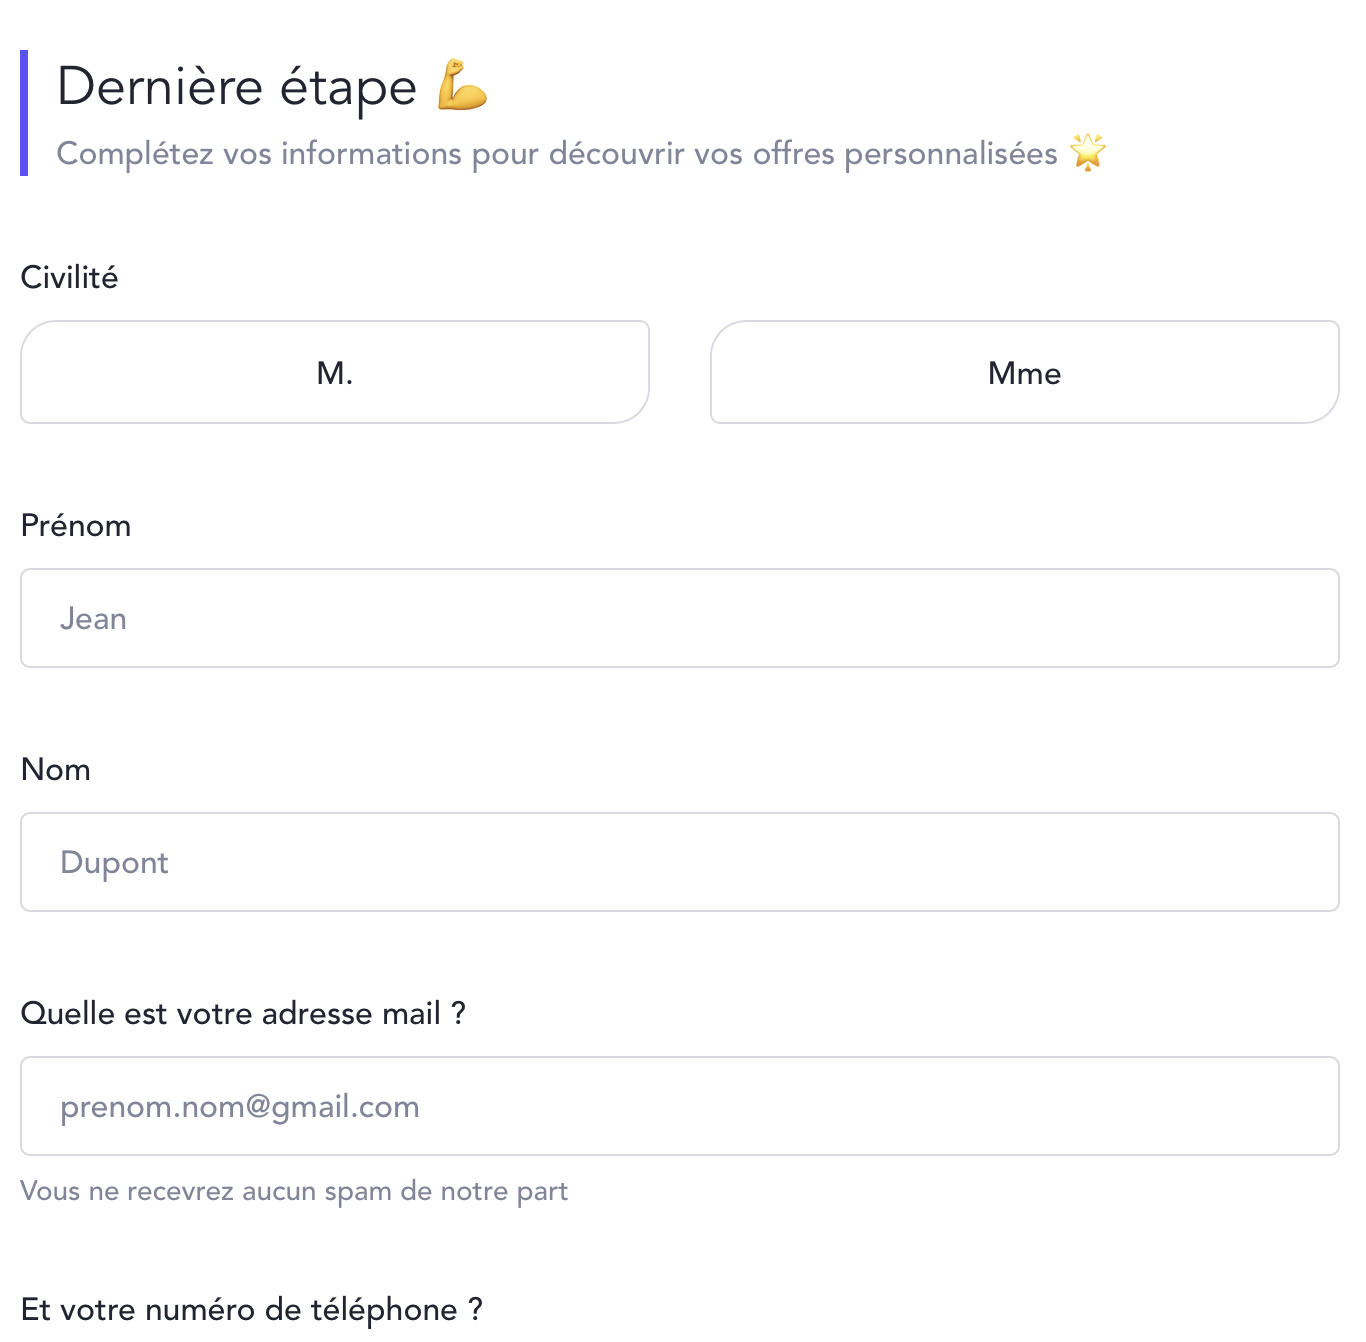 Dernière étape 💪
Complétez vos informations pour découvrir vos offres personnalisées 🌟
Civilité
M.
Mme
Prénom
Jean
Nom
Dupont
Quelle est votre adresse mail ?
prenom.nom@gmail.com
Vous ne recevrez aucun spam de notre part
Et votre numéro de téléphone ?